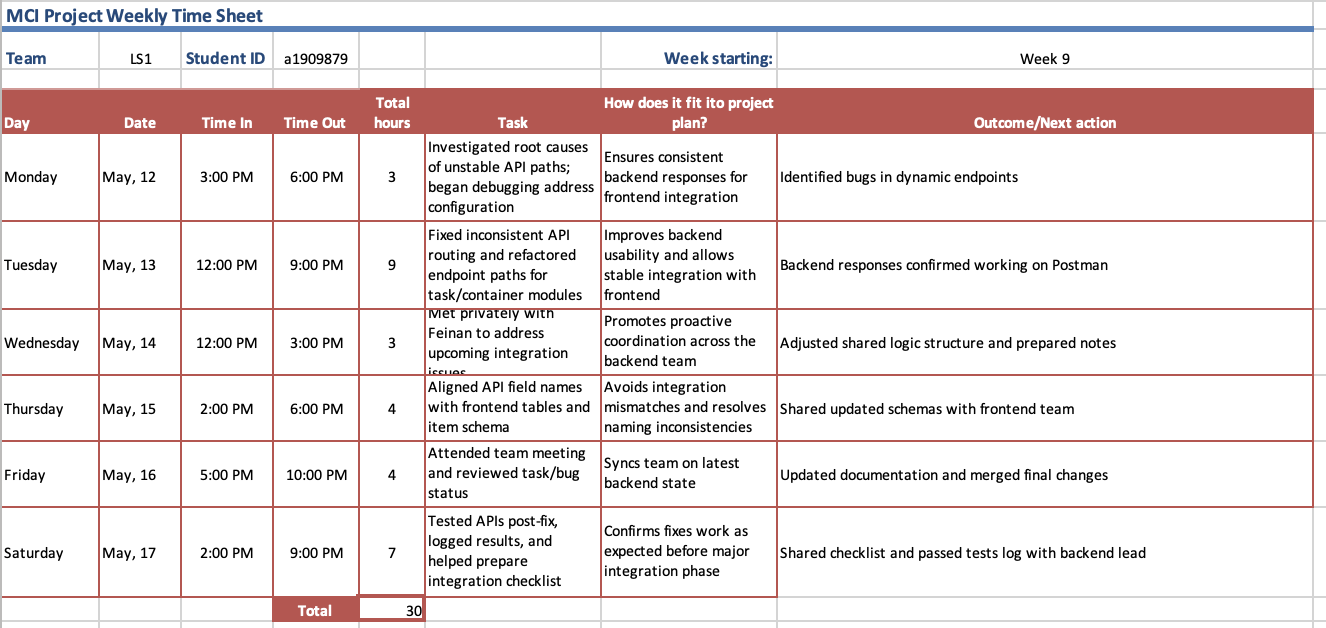 MCI Project Weekly Time Sheet
Team LS1 Student ID a1909879 Week starting: Week 9
Day Date Time In Time Out Total hours Task How does it fit ito project plan? Outcome/Next action
Monday May, 12 3:00 PM 6:00 PM 3 Investigated root causes of unstable API paths; began debugging address configuration Ensures consistent backend responses for frontend integration Identified bugs in dynamic endpoints
Tuesday May, 13 12:00 PM 9:00 PM 9 Fixed inconsistent API routing and refactored endpoint paths for task/container modules Improves backend usability and allows stable integration with frontend Backend responses confirmed working on Postman
Wednesday May, 14 12:00 PM 3:00 PM 3 Met privately with Feinan to address upcoming integration issues Promotes proactive coordination across the backend team Adjusted shared logic structure and prepared notes
Thursday May, 15 2:00 PM 6:00 PM 4 Aligned API field names with frontend tables and item schema Avoids integration mismatches and resolves naming inconsistencies Shared updated schemas with frontend team
Friday May, 16 5:00 PM 10:00 PM 4 Attended team meeting and reviewed task/bug status Syncs team on latest backend state Updated documentation and merged final changes
Saturday May, 17 2:00 PM 9:00 PM 7 Tested APIs post-fix, logged results, and helped prepare integration checklist Confirms fixes work as expected before major integration phase Shared checklist and passed tests log with backend lead
Total 30